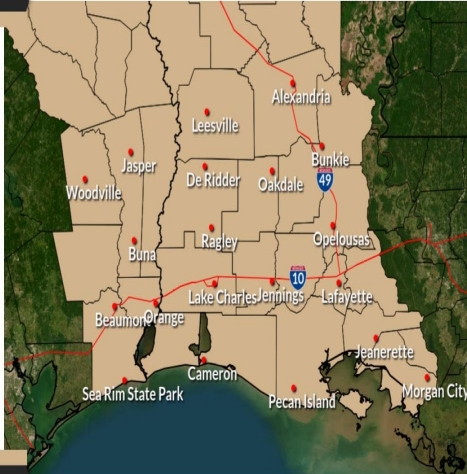 Alexandria
Leesville
Bunkie
Jasper
De Ridder
Oakdale
Woodville
49
Opelousas
Ragley
Buna
10
Lake Charles
Jennings
Lafayette
Orange
Beaumont
Jeanerette
Cameron
Sea Rim State Park
Morgan City
Pecan Island